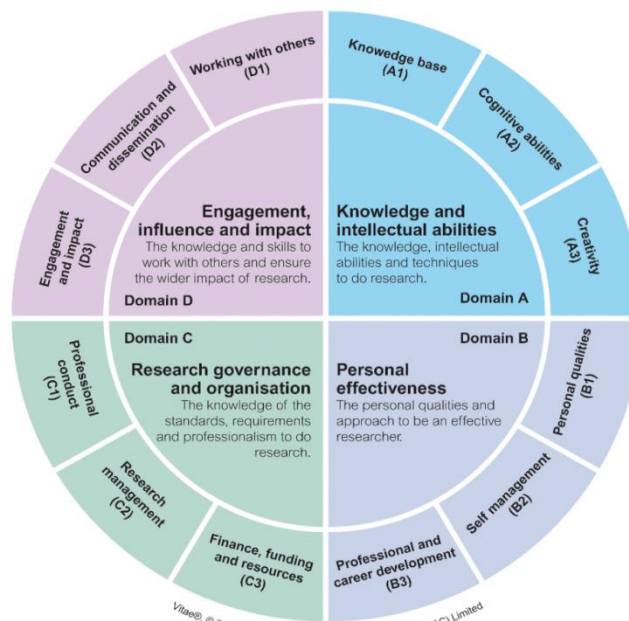 Knowedge base
(A1)
Cognitive abilities
(A2)
Creativity
(A3)
Knowledge and
intellectual abilities
The knowledge, intellectual
abilities and techniques
to do research.
Domain A
Domain B
Personal
effectiveness
The personal qualities and
approach to be an effective
researcher.
Personal qualities
(B1)
Self management
(B2)
Professional and
career development
(B3)
Domain C
Research governance
and organisation
The knowledge of the
standards, requirements
and professionalism to do
research.
Professional
conduct
(C1)
Research
management
(C2)
Finance, funding
and resources
(C3)
Engagement,
influence and impact
The knowledge and skills to
work with others and ensure
the wider impact of research.
Domain D
Working with others
(D1)
Communication and
dissemination
(D2)
Engagement
and impact
(D3)
Vitae®, © Limited